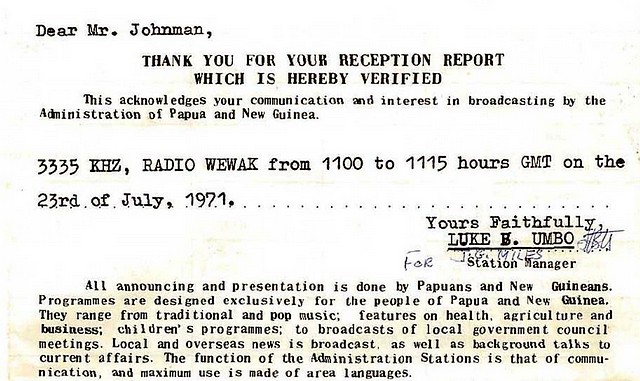 Dear Mr. Johnman,
THANK YOU FOR YOUR RECEPTION REPORT
WHICH IS HEREBY VERIFIED
This acknowledges your communication and interest in broadcasting by the
Administration of Papua and New Guinea.
3335 KHZ, RADIO WEWAK from 1100 to 1115 hours GMT on the
23rd of July, 1971.
Yours Faithfully,
LUKE B. UMBO
FOR J.G. MILES
Station Manager
All announcing and presentation is done by Papuans and New Guineans.
Programmes are designed exclusively for the people of Papua and New Guinea.
They range from traditional and pop music; features on health, agriculture and
business; children's programmes; to broadcasts of local government council
meetings. Local and overseas news is broadcast, as well as background talks to
current affairs. The function of the Administration Stations is that of commu-
nication, and maximum use is made of area languages.